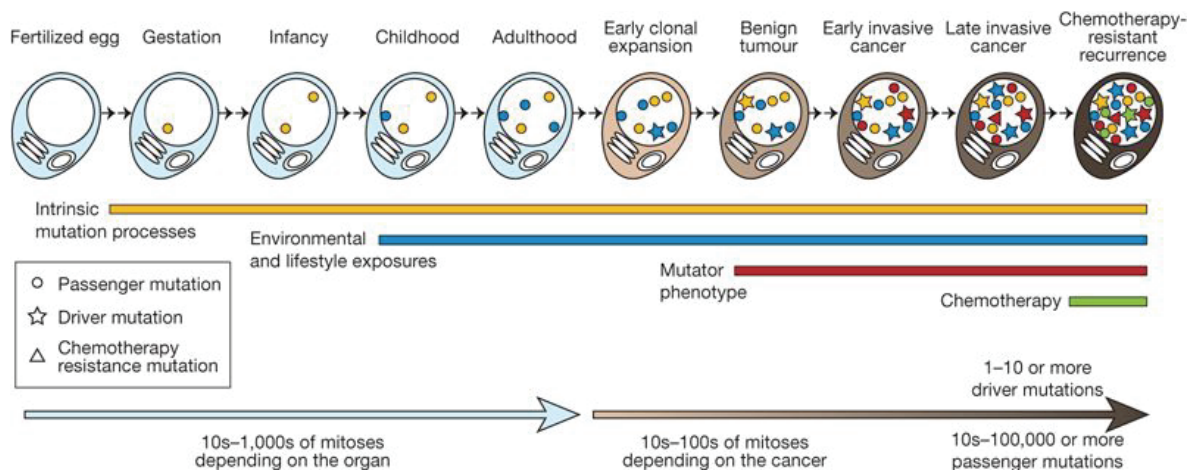 Fertilized egg
Gestation
Infancy
Childhood
Adulthood
Early clonal
expansion
Benign
tumour
Early invasive
cancer
Late invasive
cancer
Chemotherapy-
resistant
recurrence
Intrinsic
mutation processes
Environmental
and lifestyle exposures
Mutator
phenotype
Chemotherapy
Passenger mutation
Driver mutation
Chemotherapy
resistance mutation
1–10 or more
driver mutations
10s–1,000s of mitoses
depending on the organ
10s–100s of mitoses
depending on the cancer
10s–100,000 or more
passenger mutations